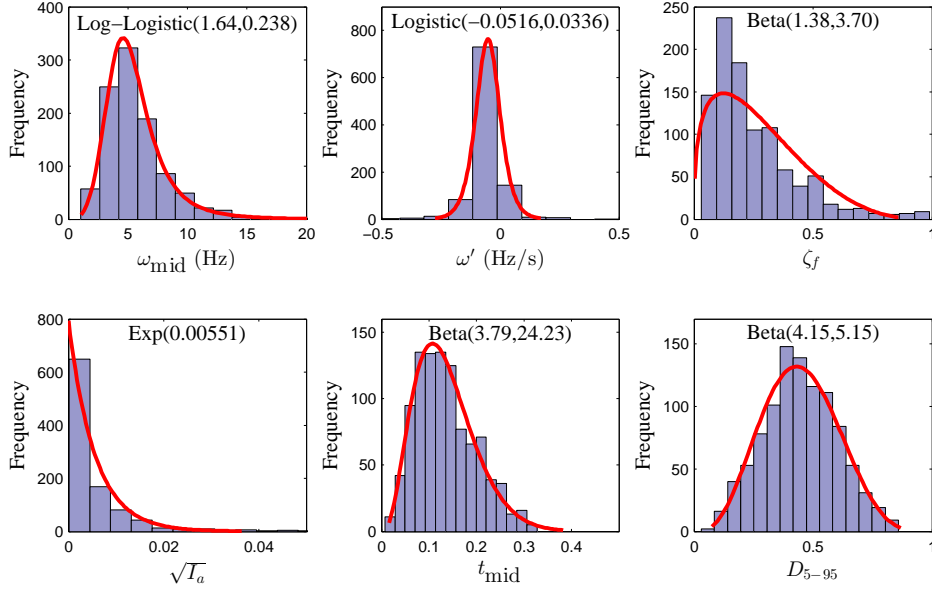 Log−Logistic(1.64,0.238)
Frequency
400
300
200
100
0
0 5 10 15 20
ω_mid (Hz)
Logistic(−0.0516,0.0336)
Frequency
800
600
400
200
0
−0.5 0 0.5
ω' (Hz/s)
Beta(1.38,3.70)
Frequency
250
200
150
100
50
0
0 0.5 1
ζ_f
Exp(0.00551)
Frequency
800
600
400
200
0
0 0.02 0.04
√I_a
Beta(3.79,24.23)
Frequency
150
100
50
0
0 0.1 0.2 0.3 0.4
t_mid
Beta(4.15,5.15)
Frequency
150
100
50
0
0 0.5 1
D_5−95